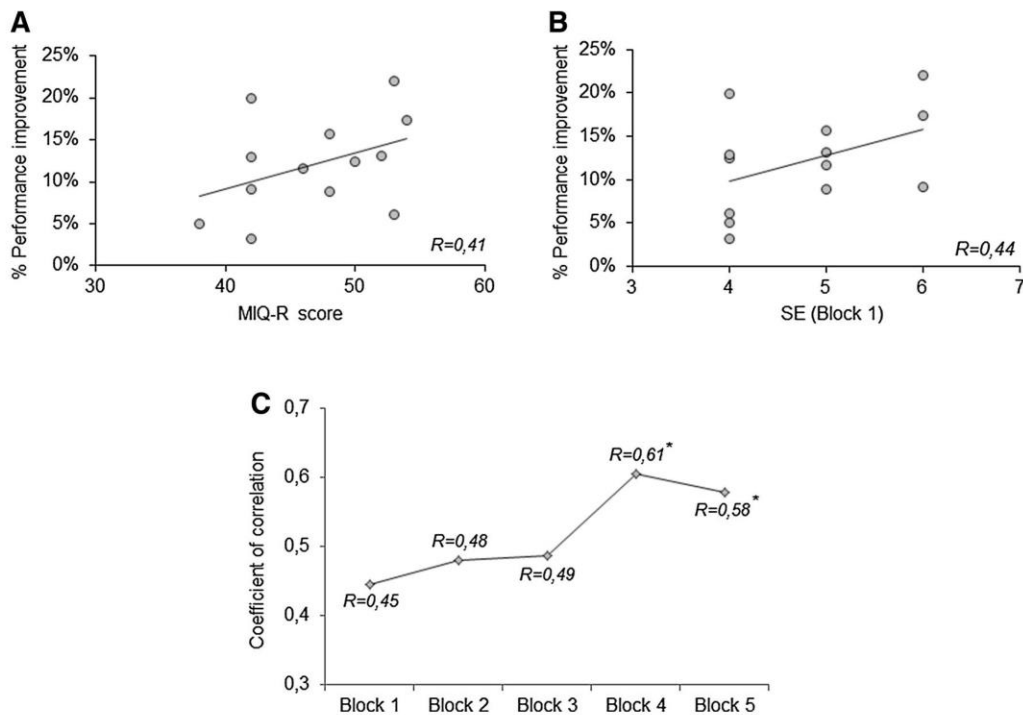 A
% Performance improvement
25%
20%
15%
10%
5%
0%
30
40
50
60
R=0,41
MIQ-R score
B
% Performance improvement
25%
20%
15%
10%
5%
0%
3
4
5
6
7
R=0,44
SE (Block 1)
C
Coefficient of correlation
0,7
0,6
0,5
0,4
0,3
R=0,45
R=0,48
R=0,49
R=0,61*
R=0,58*
Block 1
Block 2
Block 3
Block 4
Block 5